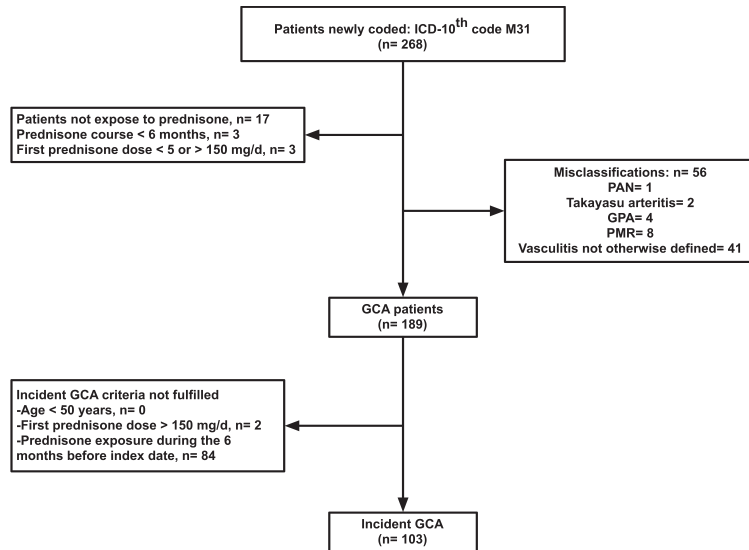 Patients newly coded: ICD-10th code M31
(n= 268)
Patients not expose to prednisone, n= 17
Prednisone course < 6 months, n= 3
First prednisone dose < 5 or > 150 mg/d, n= 3
Misclassifications: n= 56
PAN= 1
Takayasu arteritis= 2
GPA= 4
PMR= 8
Vasculitis not otherwise defined= 41
GCA patients
(n= 189)
Incident GCA criteria not fulfilled
-Age < 50 years, n= 0
-First prednisone dose > 150 mg/d, n= 2
-Prednisone exposure during the 6
months before index date, n= 84
Incident GCA
(n= 103)